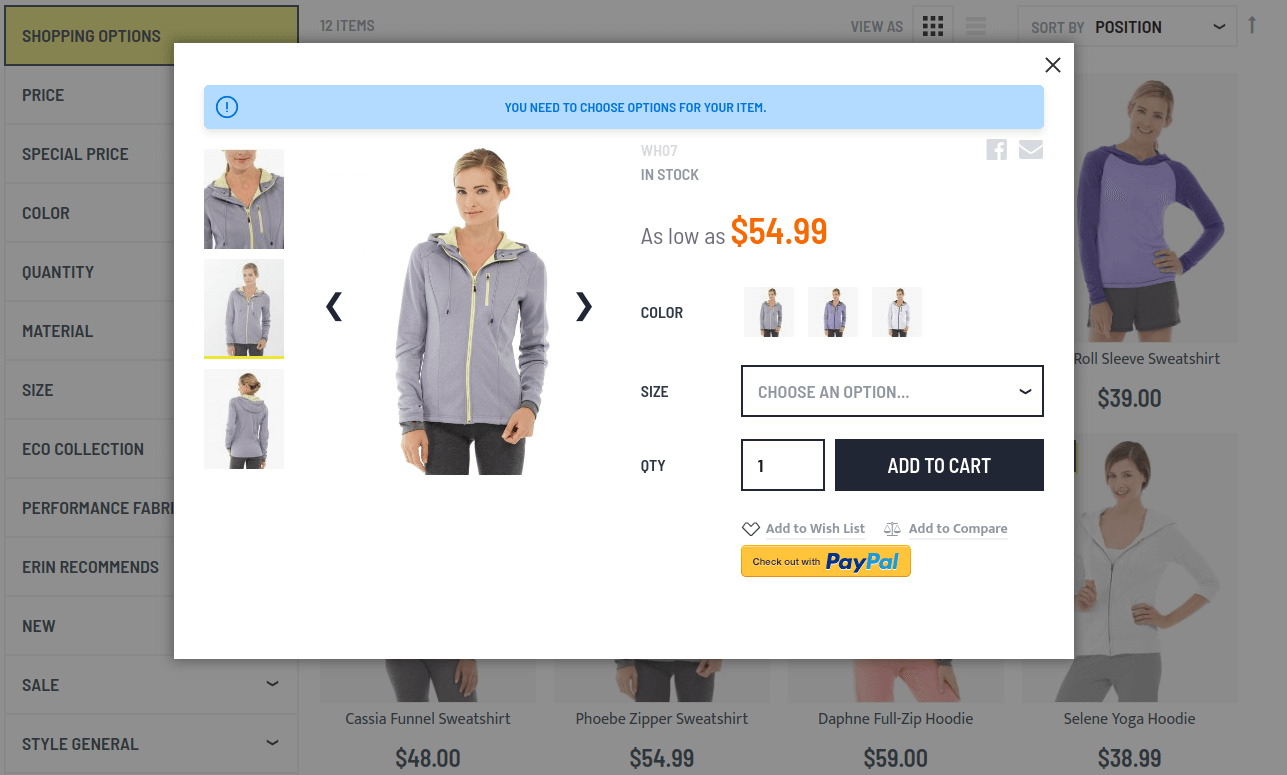 SHOPPING OPTIONS
12 ITEMS
VIEW AS
SORT BY POSITION
PRICE
SPECIAL PRICE
COLOR
QUANTITY
MATERIAL
SIZE
ECO COLLECTION
PERFORMANCE FABRI
ERIN RECOMMENDS
NEW
SALE
STYLE GENERAL
YOU NEED TO CHOOSE OPTIONS FOR YOUR ITEM.
WH07
IN STOCK
As low as $54.99
COLOR
SIZE CHOOSE AN OPTION...
QTY 1 ADD TO CART
Add to Wish List Add to Compare
Check out with PayPal
Roll Sleeve Sweatshirt
$39.00
Cassia Funnel Sweatshirt
$48.00
Phoebe Zipper Sweatshirt
$54.99
Daphne Full-Zip Hoodie
$59.00
Selene Yoga Hoodie
$38.99